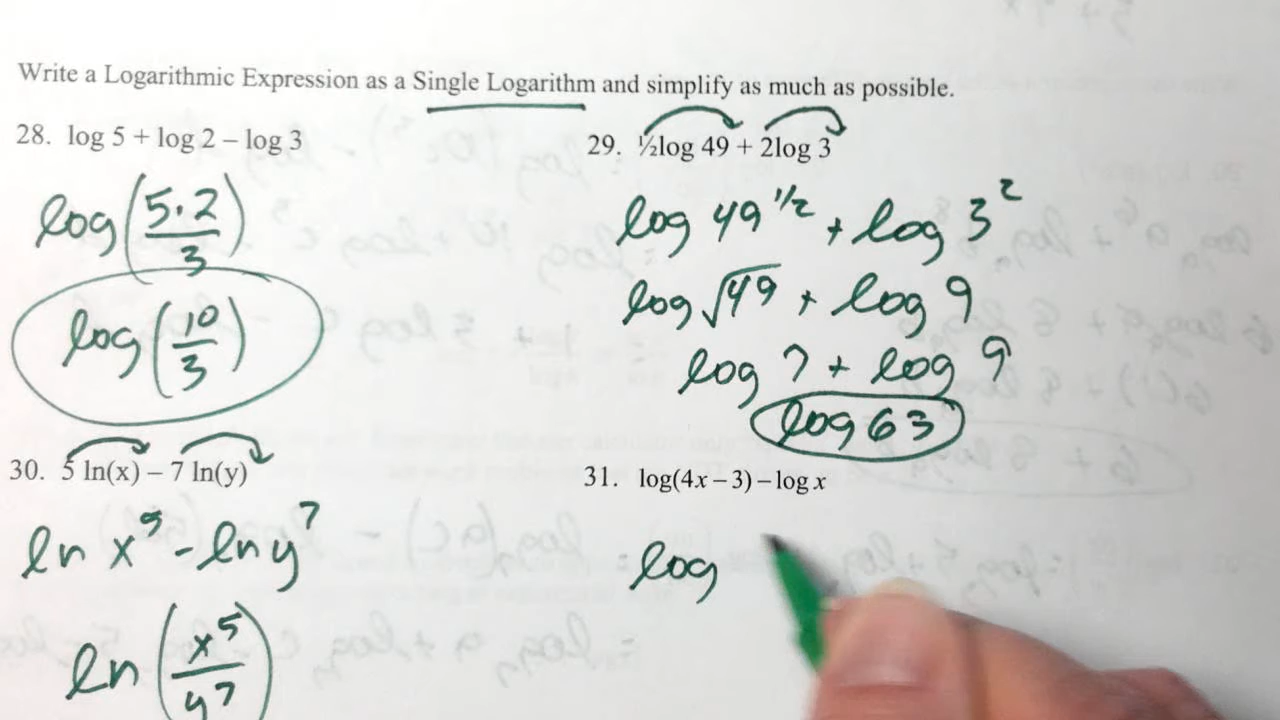 Write a Logarithmic Expression as a Single Logarithm and simplify as much as possible.
28. log 5 + log 2 – log 3
log(5·2/3)
log(10/3)
29. ½log 49 + 2log 3
log 49^1/2 + log 3^2
log √49 + log 9
log 7 + log 9
log 63
30. 5 ln(x) – 7 ln(y)
ln x^5 - ln y^7
ln(x^5/y^7)
31. log(4x – 3) – log x
log